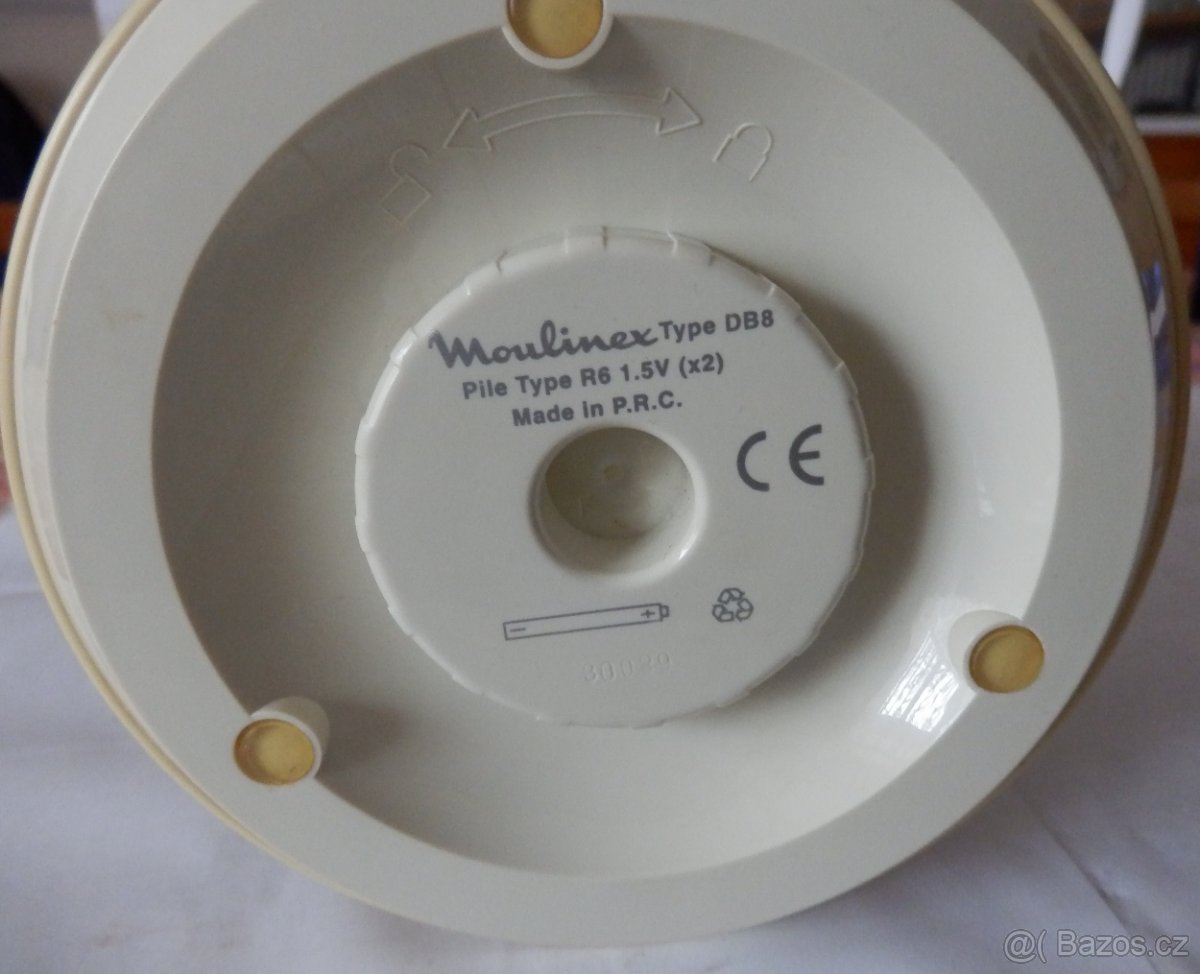 Moulinex Type DB8
Pile Type R6 1.5V (x2)
Made in P.R.C.
CE
- +
30039
@( Bazos.cz